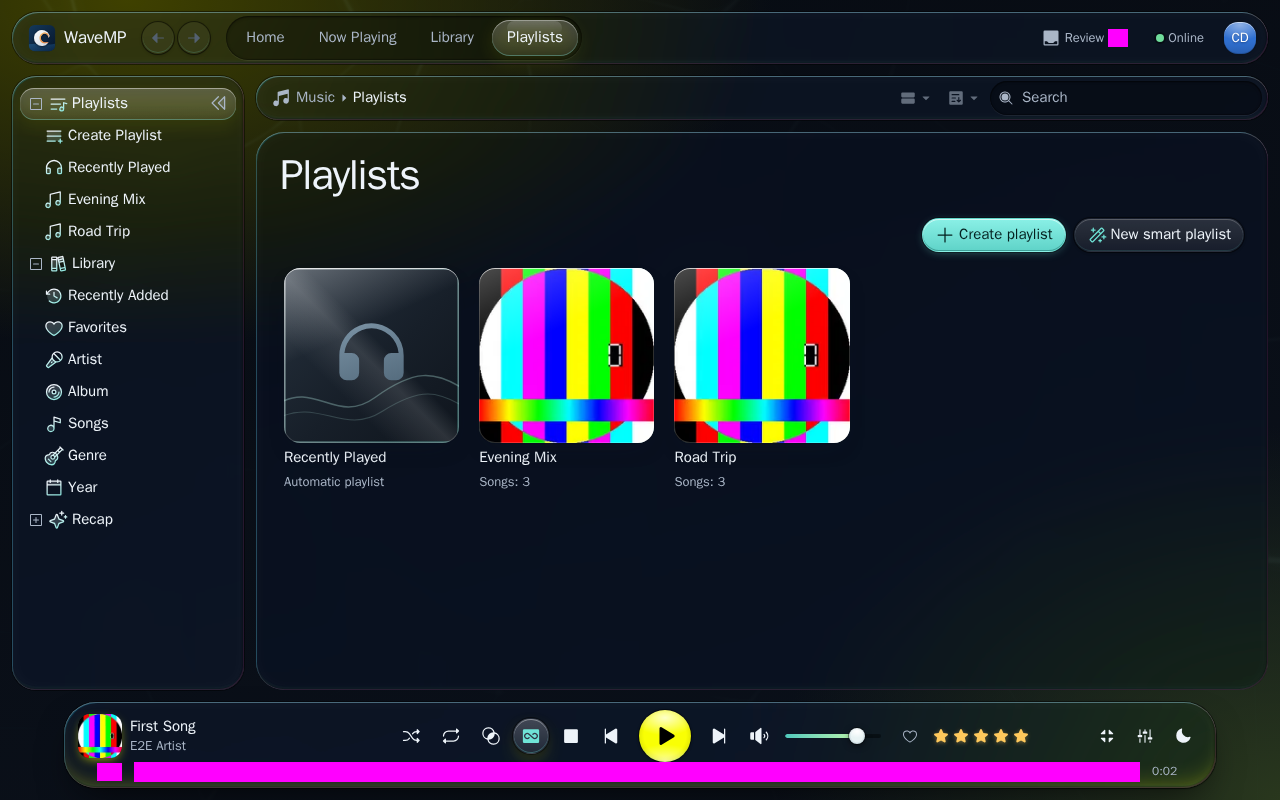 WaveMP
Home
Now Playing
Library
Playlists
Review
Online
CD
Playlists
Create Playlist
Recently Played
Evening Mix
Road Trip
Library
Recently Added
Favorites
Artist
Album
Songs
Genre
Year
Recap
Music
Playlists
Search
Playlists
Create playlist
New smart playlist
Recently Played
Automatic playlist
Evening Mix
Songs: 3
Road Trip
Songs: 3
First Song
E2E Artist
0:02